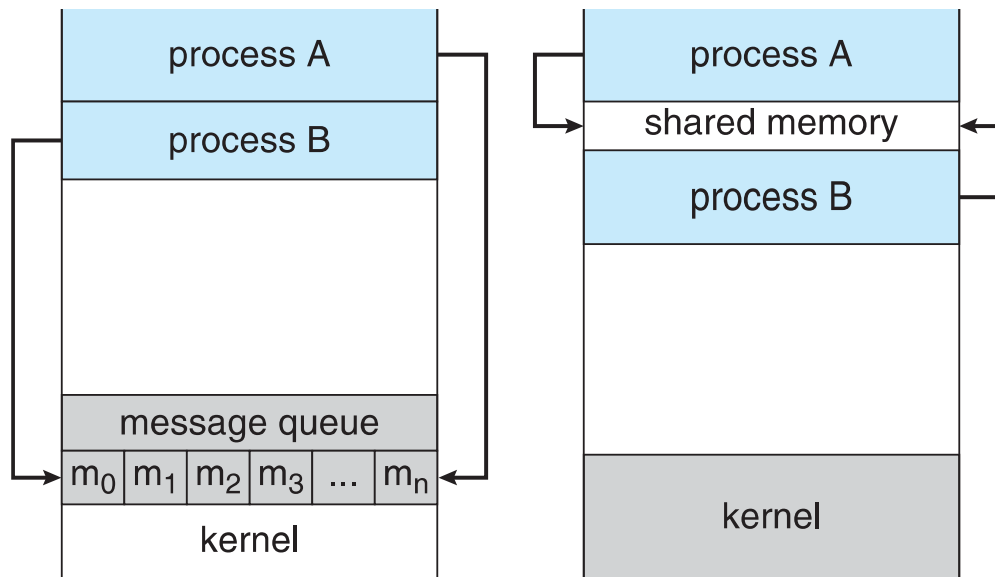 process A
process B
message queue
m0 m1 m2 m3 ... mn
kernel
process A
shared memory
process B
kernel